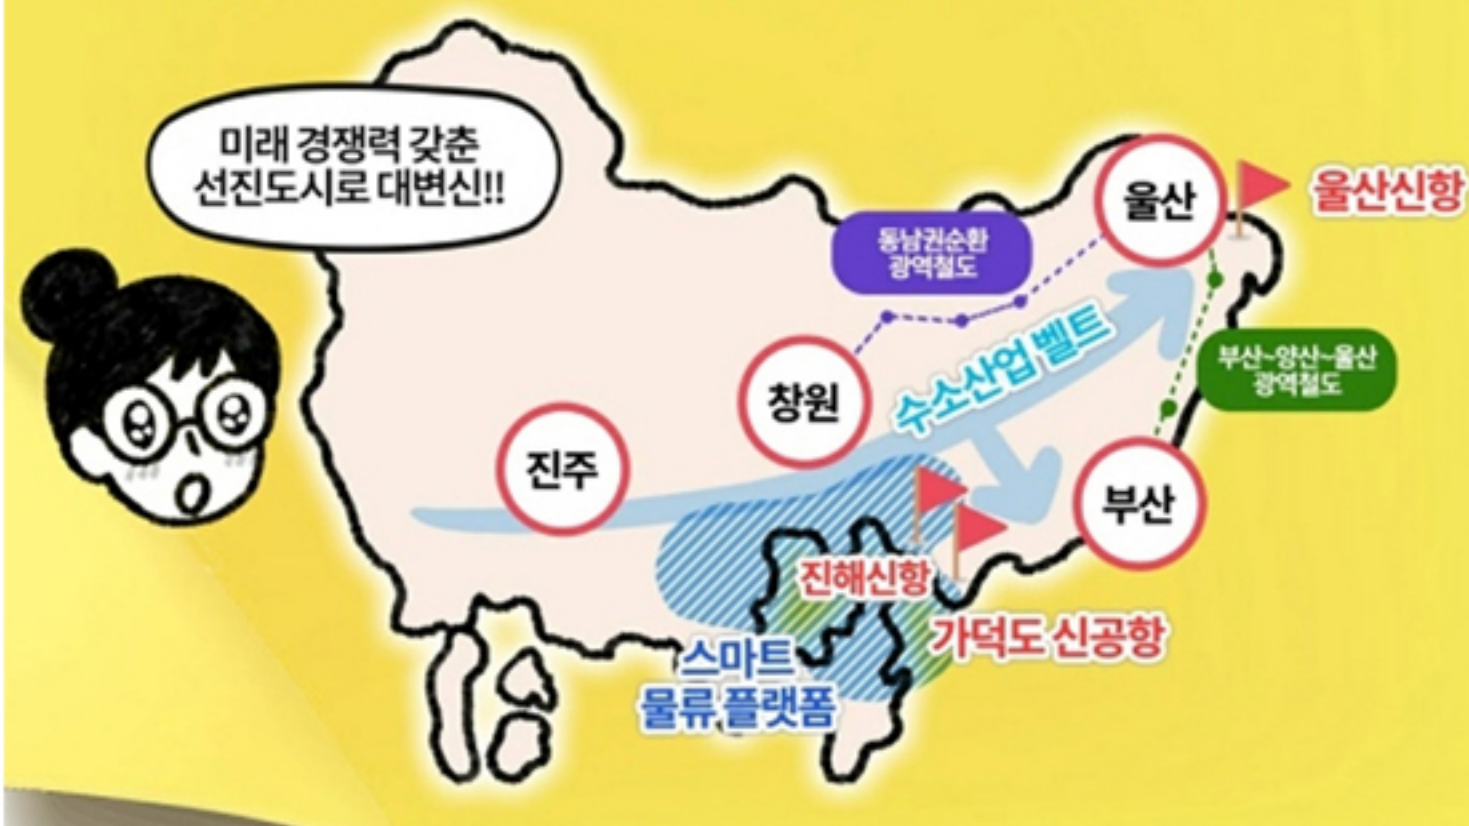 미래 경쟁력 갖춘
선진도시로 대변신!!
울산
울산신항
동남권순환
광역철도
수소산업 벨트
부산~양산~울산
광역철도
창원
진주
부산
진해신항
가덕도 신공항
스마트
물류 플랫폼